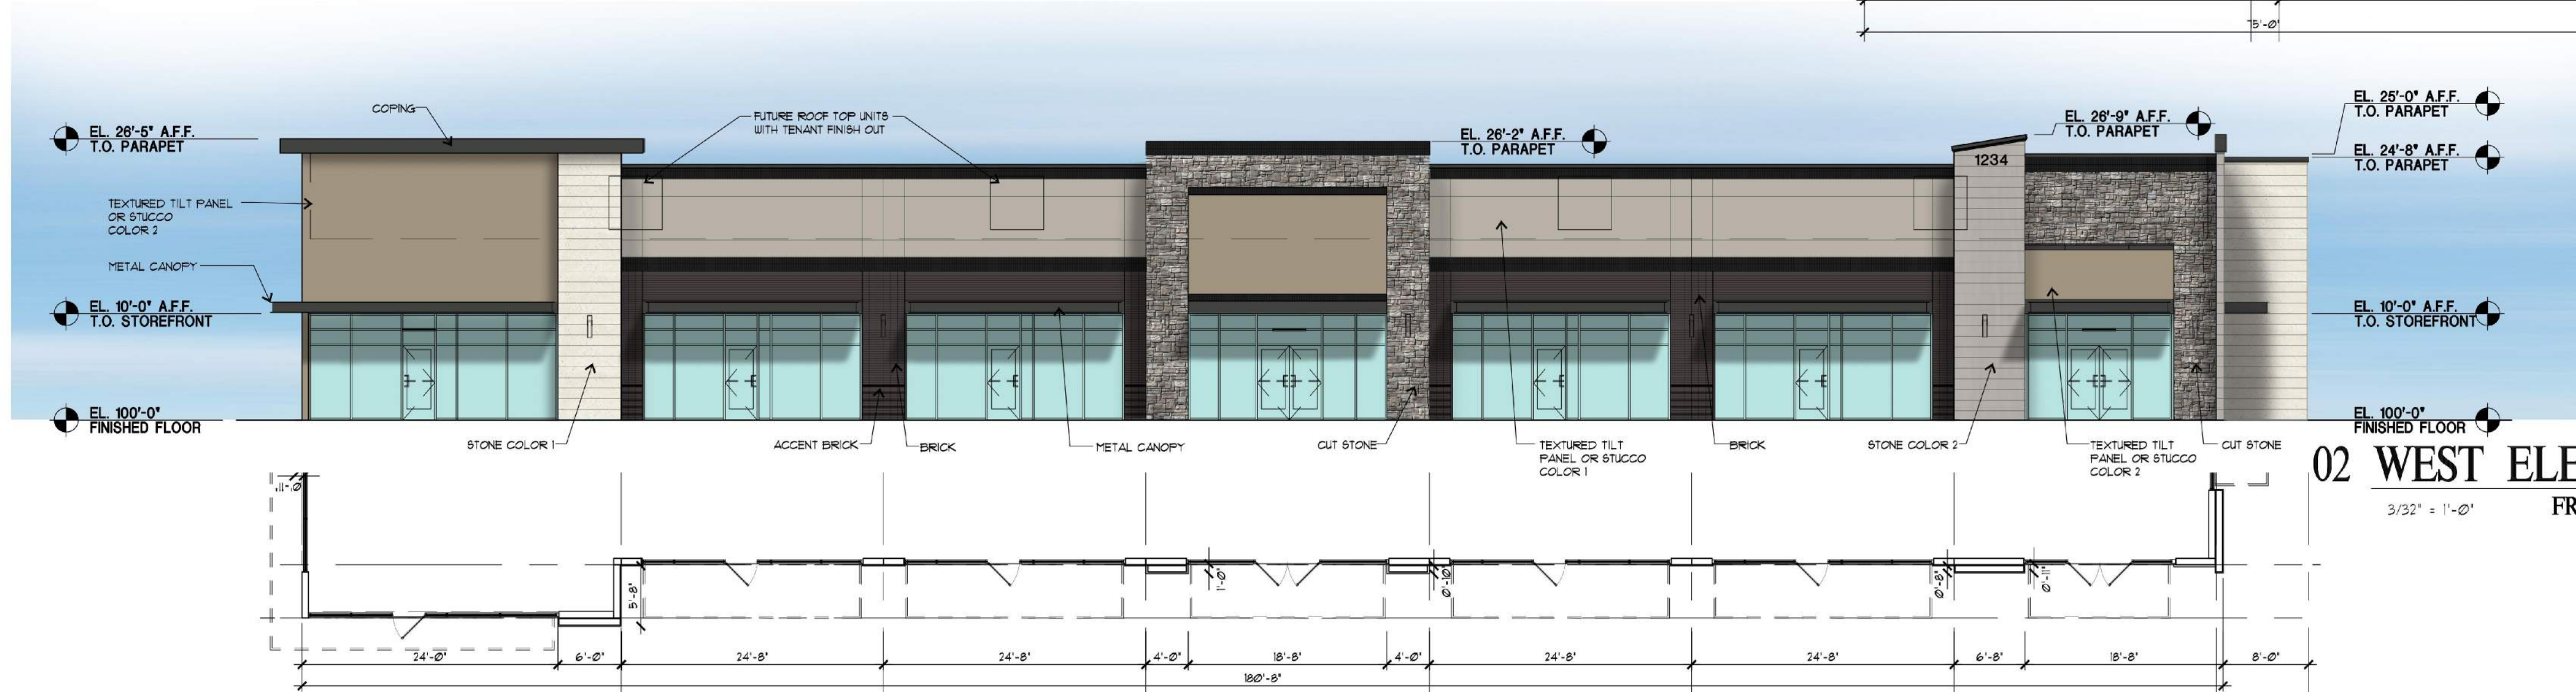 75'-0"
COPING
FUTURE ROOF TOP UNITS
WITH TENANT FINISH OUT
EL. 26'-5" A.F.F.
T.O. PARAPET
EL. 26'-2" A.F.F.
T.O. PARAPET
EL. 26'-9" A.F.F.
T.O. PARAPET
EL. 25'-0" A.F.F.
T.O. PARAPET
EL. 24'-8" A.F.F.
T.O. PARAPET
1234
TEXTURED TILT PANEL
OR STUCCO
COLOR 2
METAL CANOPY
EL. 10'-0" A.F.F.
T.O. STOREFRONT
EL. 10'-0" A.F.F.
T.O. STOREFRONT
EL. 100'-0"
FINISHED FLOOR
EL. 100'-0"
FINISHED FLOOR
STONE COLOR 1
ACCENT BRICK
BRICK
METAL CANOPY
CUT STONE
TEXTURED TILT
PANEL OR STUCCO
COLOR 1
BRICK
STONE COLOR 2
TEXTURED TILT
PANEL OR STUCCO
COLOR 2
CUT STONE
02 WEST ELE
3/32" = 1'-0"
FR
11'-0"
5'-8"
1'-0"
0'-10"
0'-8"
0'-11"
24'-0"
6'-0"
24'-8"
24'-8"
4'-0"
18'-8"
4'-0"
24'-8"
24'-8"
6'-8"
18'-8"
8'-0"
180'-8"